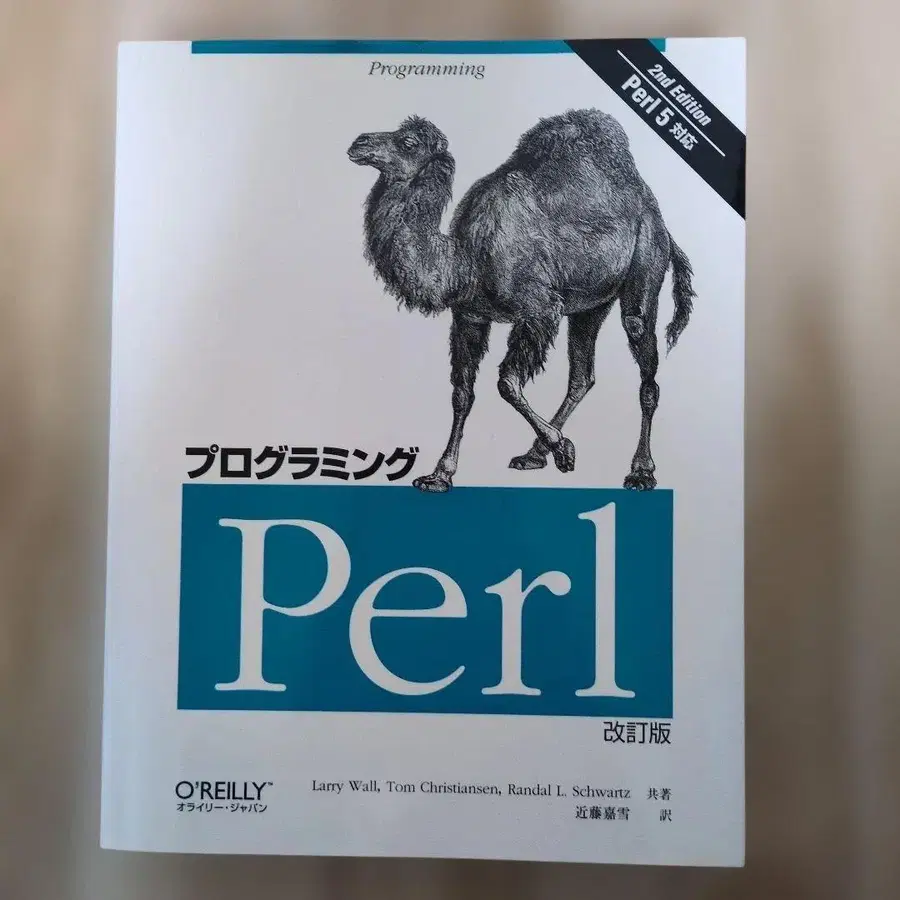 Programming
2nd Edition
Perl 5 対応
プログラミング
Perl
改訂版
O'REILLY™
オライリー・ジャパン
Larry Wall, Tom Christiansen, Randal L. Schwartz 共著
近藤嘉雪 訳